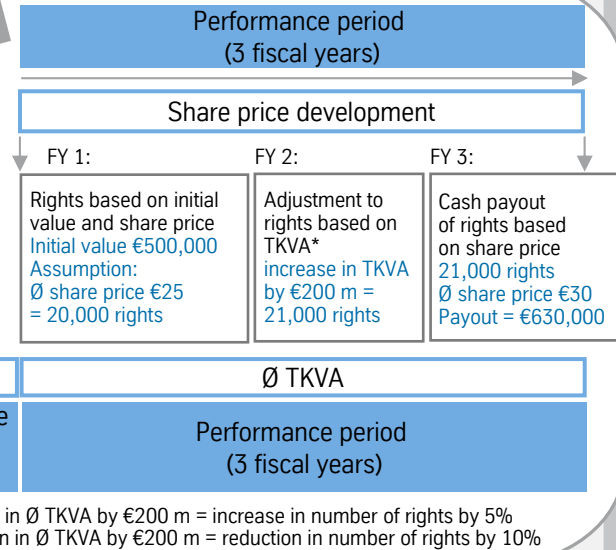 Performance period
(3 fiscal years)
Share price development
FY 1:
FY 2:
FY 3:
Rights based on initial
value and share price
Initial value €500,000
Assumption:
Ø share price €25
= 20,000 rights
Adjustment to
rights based on
TKVA*
increase in TKVA
by €200 m =
21,000 rights
Cash payout
of rights based
on share price
21,000 rights
Ø share price €30
Payout = €630,000
Ø TKVA
Performance period
(3 fiscal years)
in Ø TKVA by €200 m = increase in number of rights by 5%
in Ø TKVA by €200 m = reduction in number of rights by 10%